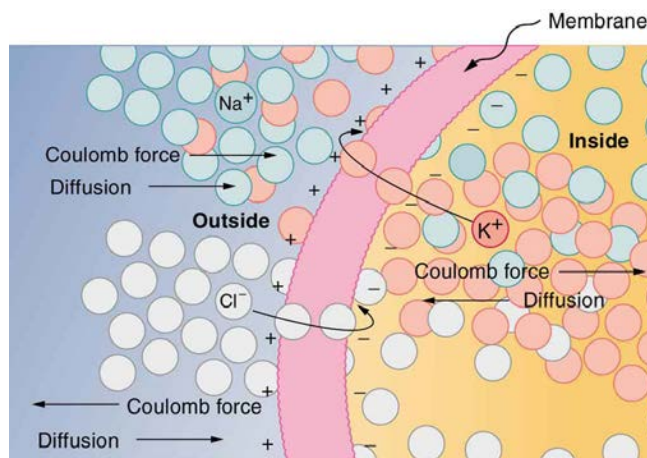 Membrane
Na⁺
Inside
Coulomb force
Diffusion
Outside
K⁺
Coulomb force
Diffusion
Cl⁻
Coulomb force
Diffusion
+
+
+
+
+
+
+
+
+
+
−
−
−
−
−
−
−
−
−
−